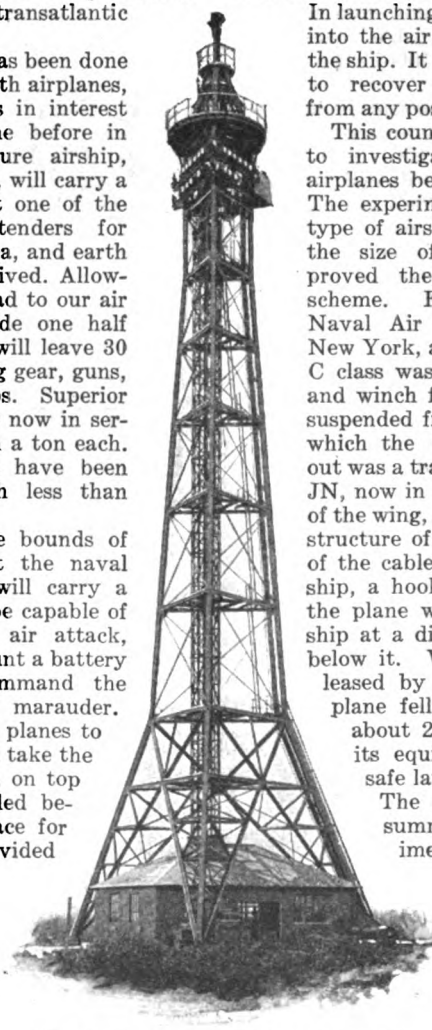 transatlantic
as been done
th airplanes,
s in interest
ne before in
ure airship,
will carry a
t one of the
tenders for
a, and earth
ived. Allow-
ad to our air
de one half
will leave 30
g gear, guns,
s. Superior
now in ser-
a ton each.
have been
h less than
e bounds of
t the naval
will carry a
be capable of
air attack,
unt a battery
mmand the
marauder.
planes to
take the
on top
led be-
ace for
vided
In launching
into the air
the ship. It
to recover
from any po
This coun
to investiga
airplanes be
The experin
type of airs
the size of
proved the
scheme. F
Naval Air
New York, a
C class was
and winch f
suspended f
which the
out was a tra
JN, now in
of the wing,
structure of
of the cable
ship, a hool
the plane w
ship at a di
below it. V
leased by
plane fell
about 2
its equi
safe la
The
summ
ime